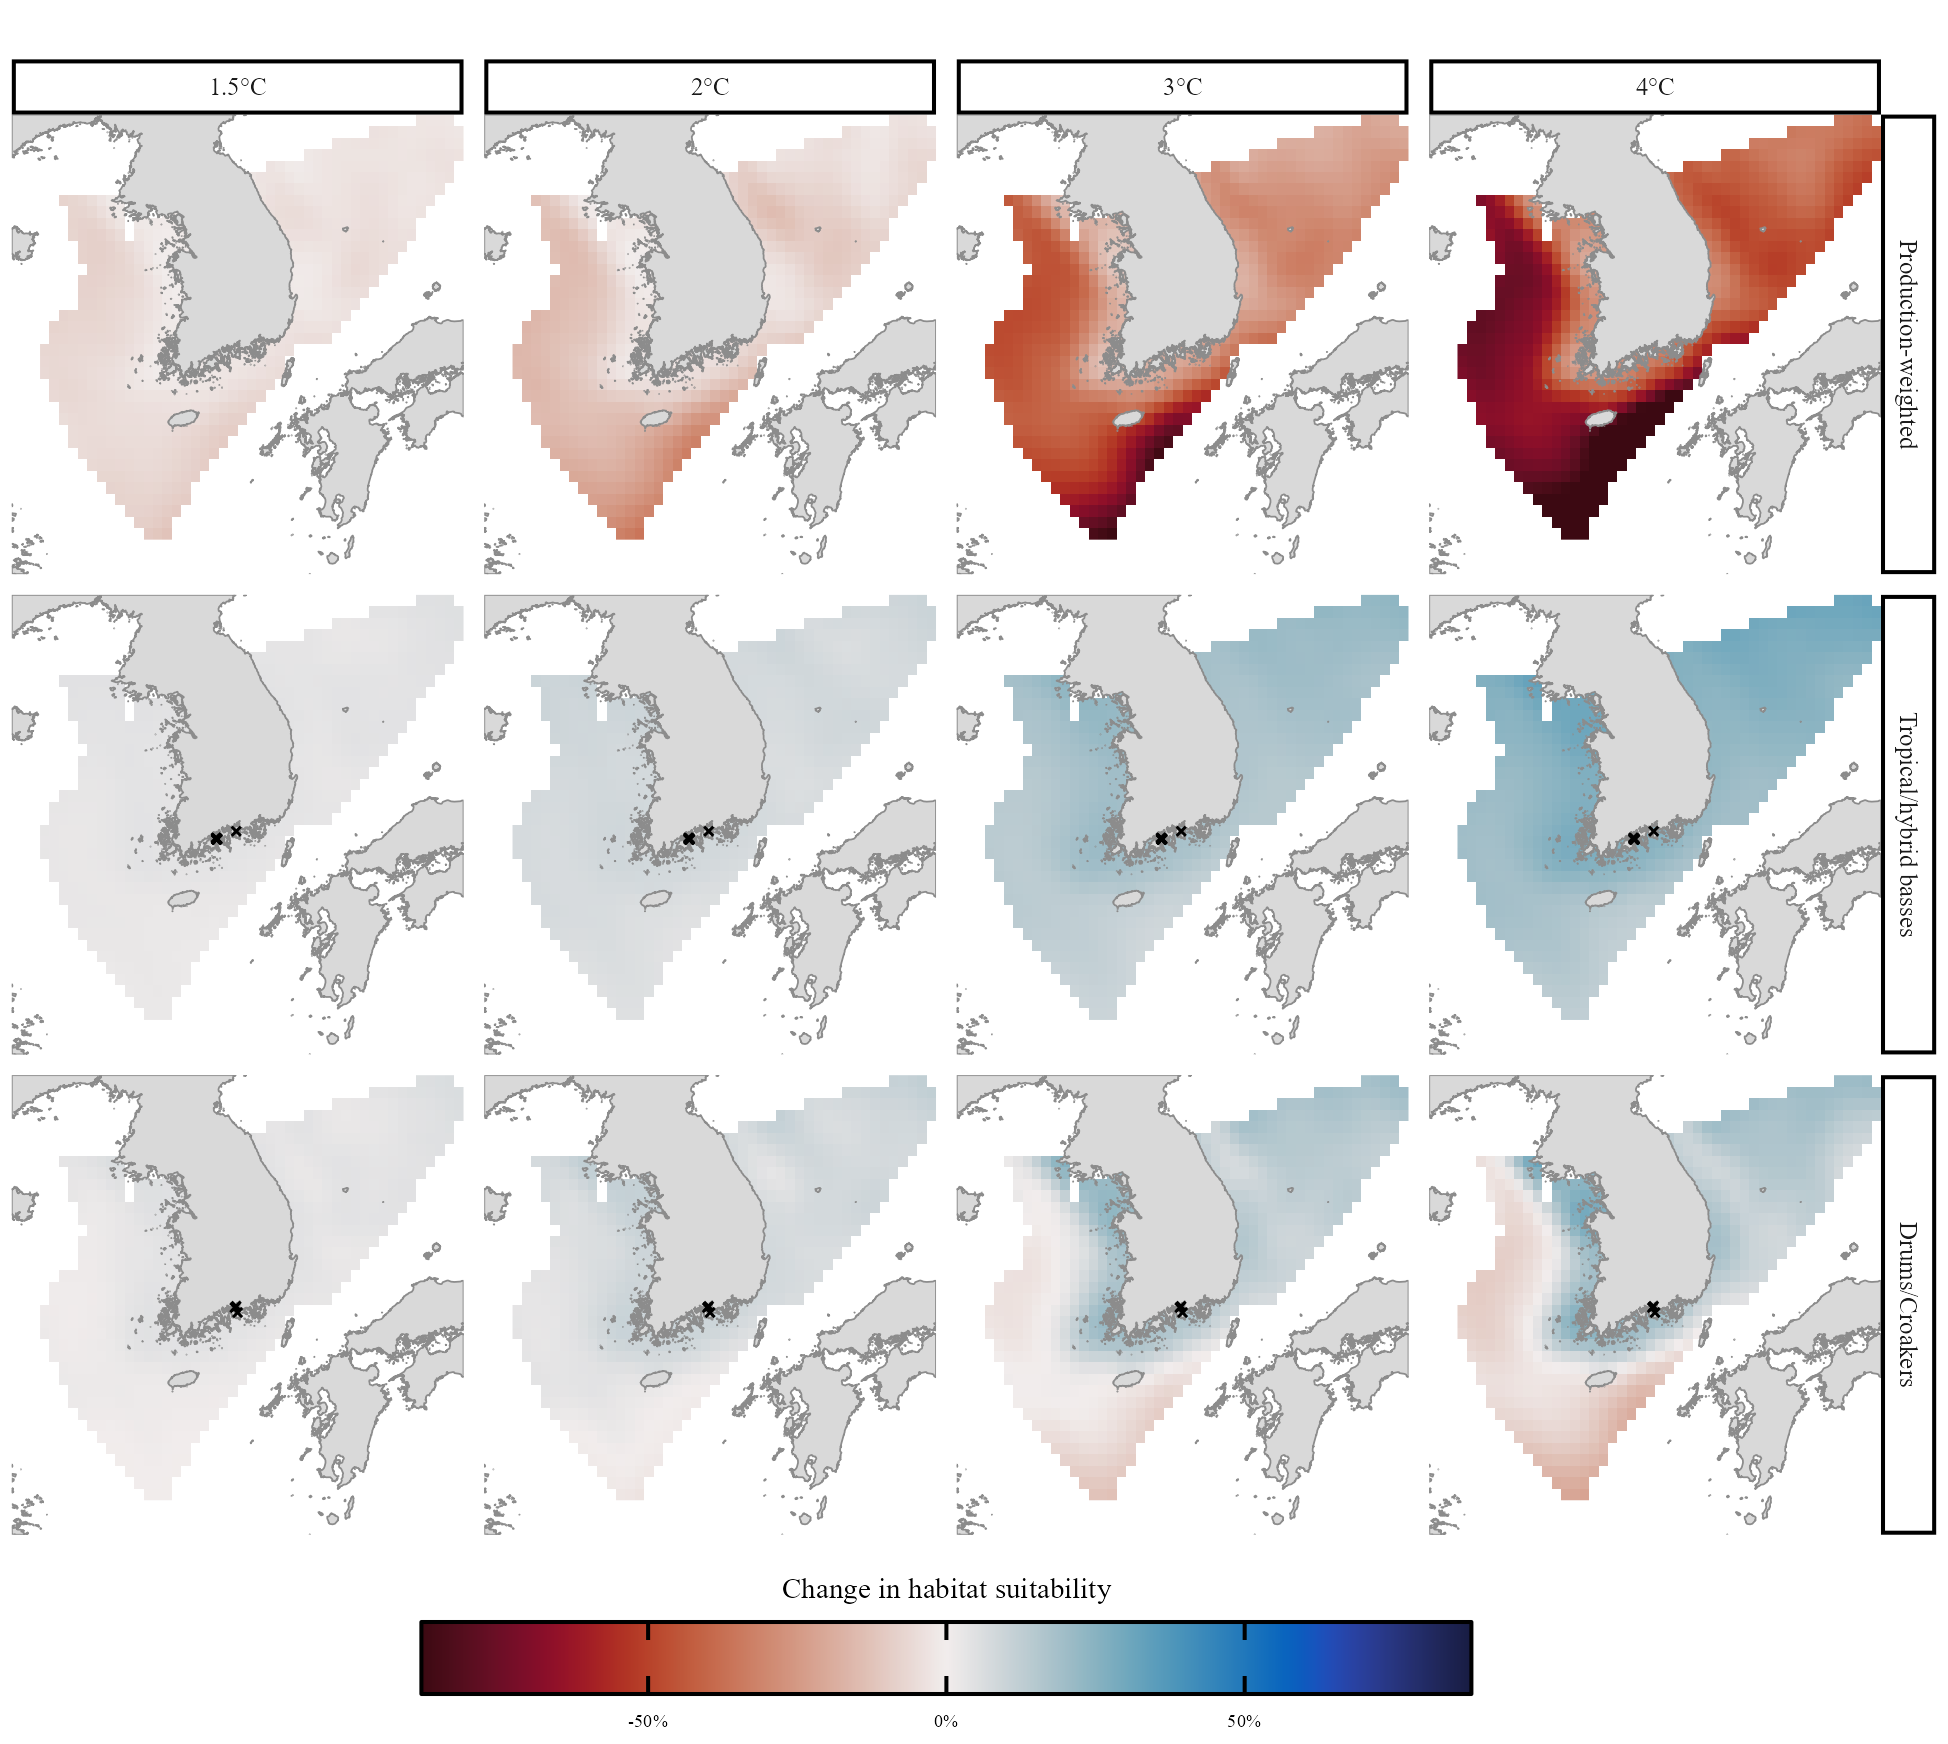 1.5°C
2°C
3°C
4°C
Production-weighted
Tropical/hybrid basses
Drums/Croakers
Change in habitat suitability
-50%
0%
50%